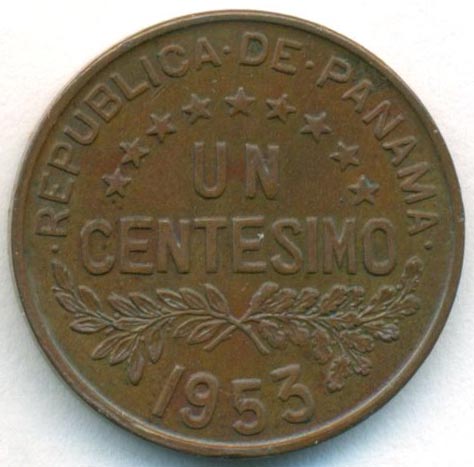 ·REPUBLICA·DE·PANAMA·
UN
CENTESIMO
1953